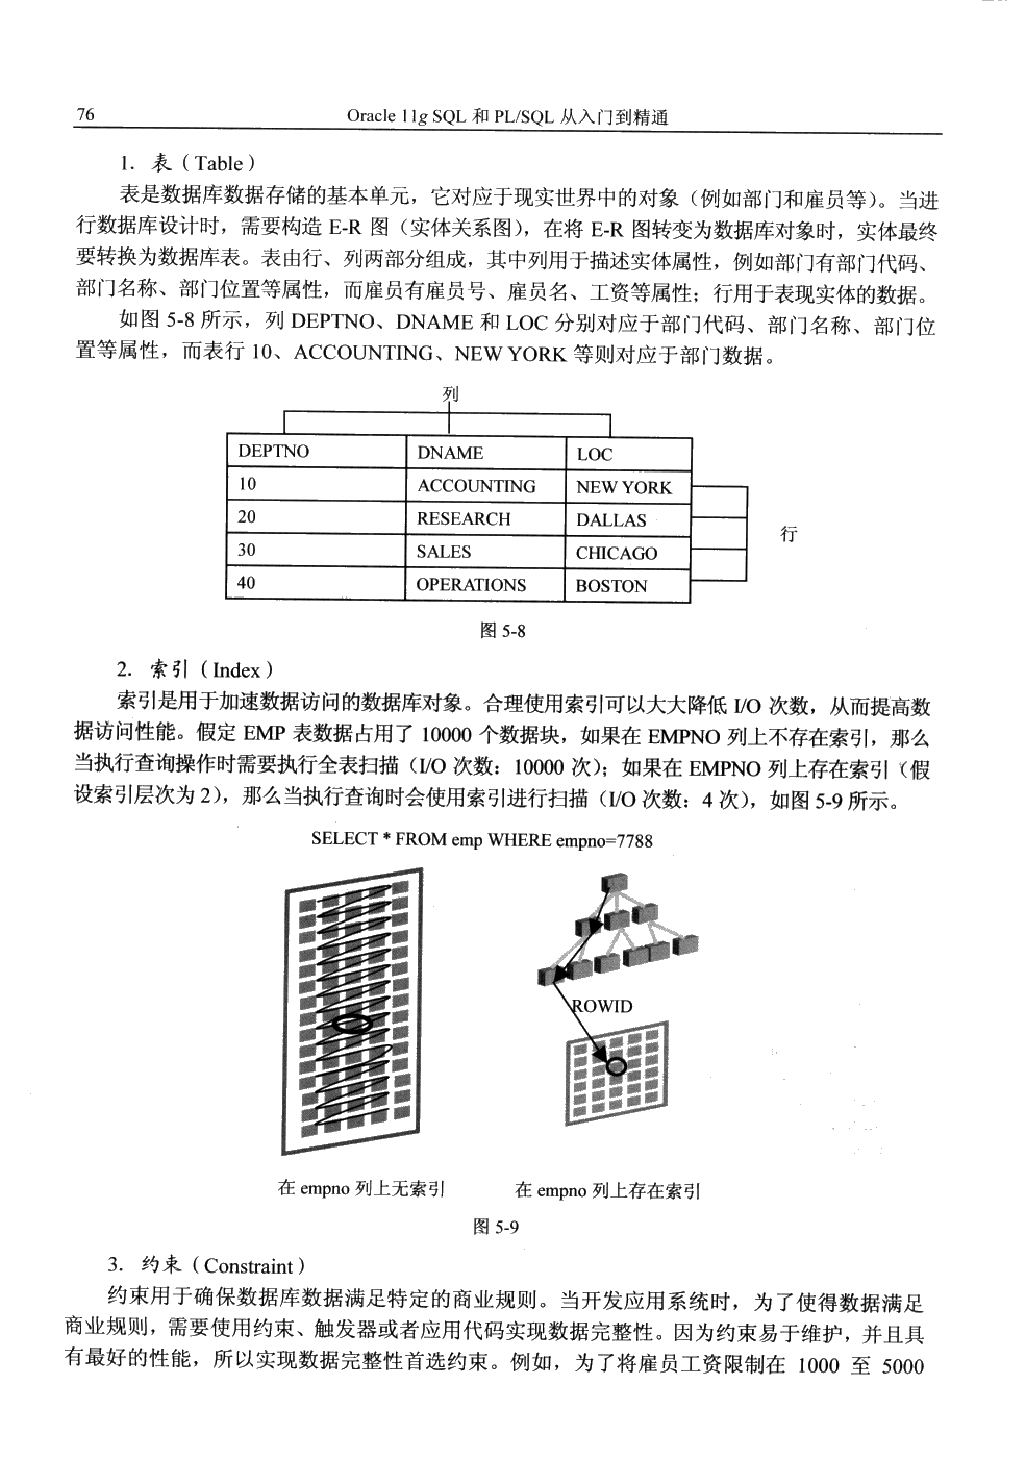 76
Oracle 11g SQL 和 PL/SQL 从入门到精通
1. 表（Table）
表是数据库数据存储的基本单元，它对应于现实世界中的对象（例如部门和雇员等）。当进
行数据库设计时，需要构造 E-R 图（实体关系图），在将 E-R 图转变为数据库对象时，实体最终
要转换为数据库表。表由行、列两部分组成，其中列用于描述实体属性，例如部门有部门代码、
部门名称、部门位置等属性，而雇员有雇员号、雇员名、工资等属性；行用于表现实体的数据。
如图 5-8 所示，列 DEPTNO、DNAME 和 LOC 分别对应于部门代码、部门名称、部门位
置等属性，而表行 10、ACCOUNTING、NEW YORK 等则对应于部门数据。
列
DEPTNO DNAME LOC
10 ACCOUNTING NEW YORK
20 RESEARCH DALLAS
行
30 SALES CHICAGO
40 OPERATIONS BOSTON
图 5-8
2. 索引（Index）
索引是用于加速数据访问的数据库对象。合理使用索引可以大大降低 I/O 次数，从而提高数
据访问性能。假定 EMP 表数据占用了 10000 个数据块，如果在 EMPNO 列上不存在索引，那么
当执行查询操作时需要执行全表扫描（I/O 次数：10000 次）；如果在 EMPNO 列上存在索引（假
设索引层次为 2），那么当执行查询时会使用索引进行扫描（I/O 次数：4 次），如图 5-9 所示。
SELECT * FROM emp WHERE empno=7788
ROWID
在 empno 列上无索引 在 empno 列上存在索引
图 5-9
3. 约束（Constraint）
约束用于确保数据库数据满足特定的商业规则。当开发应用系统时，为了使得数据满足
商业规则，需要使用约束、触发器或者应用代码实现数据完整性。因为约束易于维护，并且具
有最好的性能，所以实现数据完整性首选约束。例如，为了将雇员工资限制在 1000 至 5000